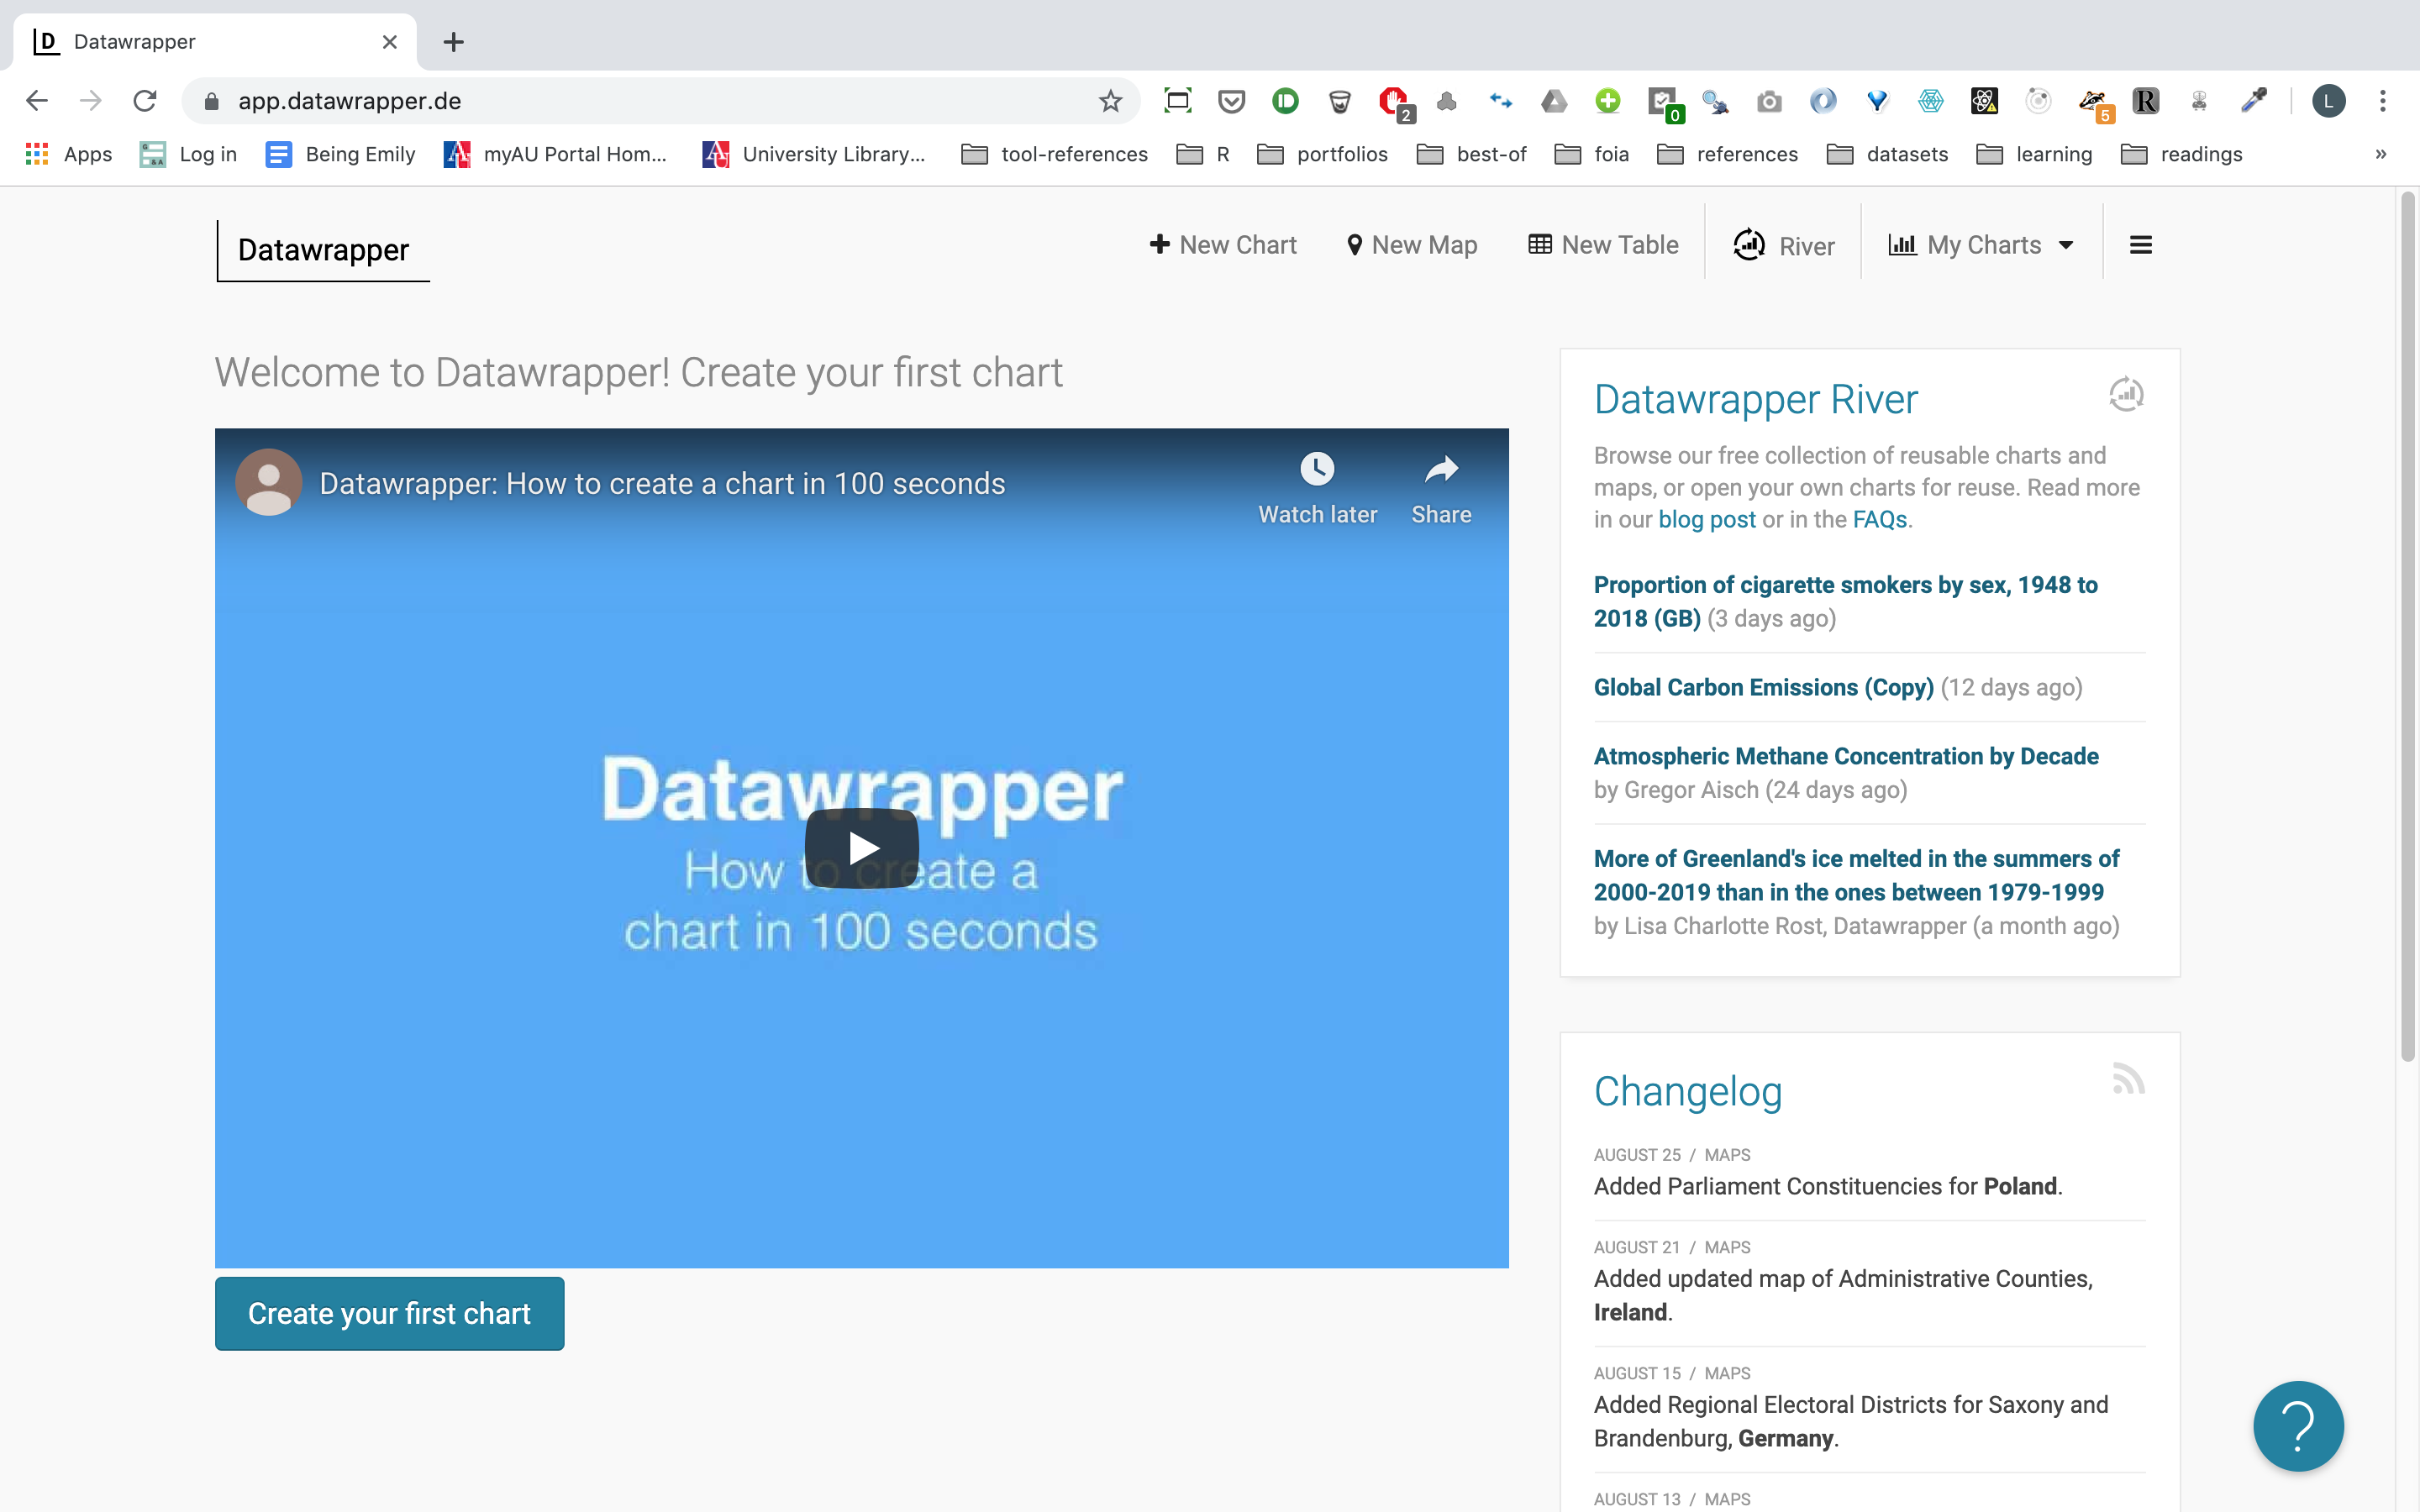 D Datawrapper
app.datawrapper.de
2
0
5
R
L
Apps Log in Being Emily myAU Portal Hom... University Library... tool-references R portfolios best-of foia references datasets learning readings »
Datawrapper
New Chart New Map New Table River My Charts
Welcome to Datawrapper! Create your first chart
Datawrapper: How to create a chart in 100 seconds
Watch later Share
Datawrapper
How to create a
chart in 100 seconds
Create your first chart
Datawrapper River
Browse our free collection of reusable charts and
maps, or open your own charts for reuse. Read more
in our blog post or in the FAQs.
Proportion of cigarette smokers by sex, 1948 to
2018 (GB) (3 days ago)
Global Carbon Emissions (Copy) (12 days ago)
Atmospheric Methane Concentration by Decade
by Gregor Aisch (24 days ago)
More of Greenland's ice melted in the summers of
2000-2019 than in the ones between 1979-1999
by Lisa Charlotte Rost, Datawrapper (a month ago)
Changelog
AUGUST 25 / MAPS
Added Parliament Constituencies for Poland.
AUGUST 21 / MAPS
Added updated map of Administrative Counties,
Ireland.
AUGUST 15 / MAPS
Added Regional Electoral Districts for Saxony and
Brandenburg, Germany.
AUGUST 13 / MAPS
?